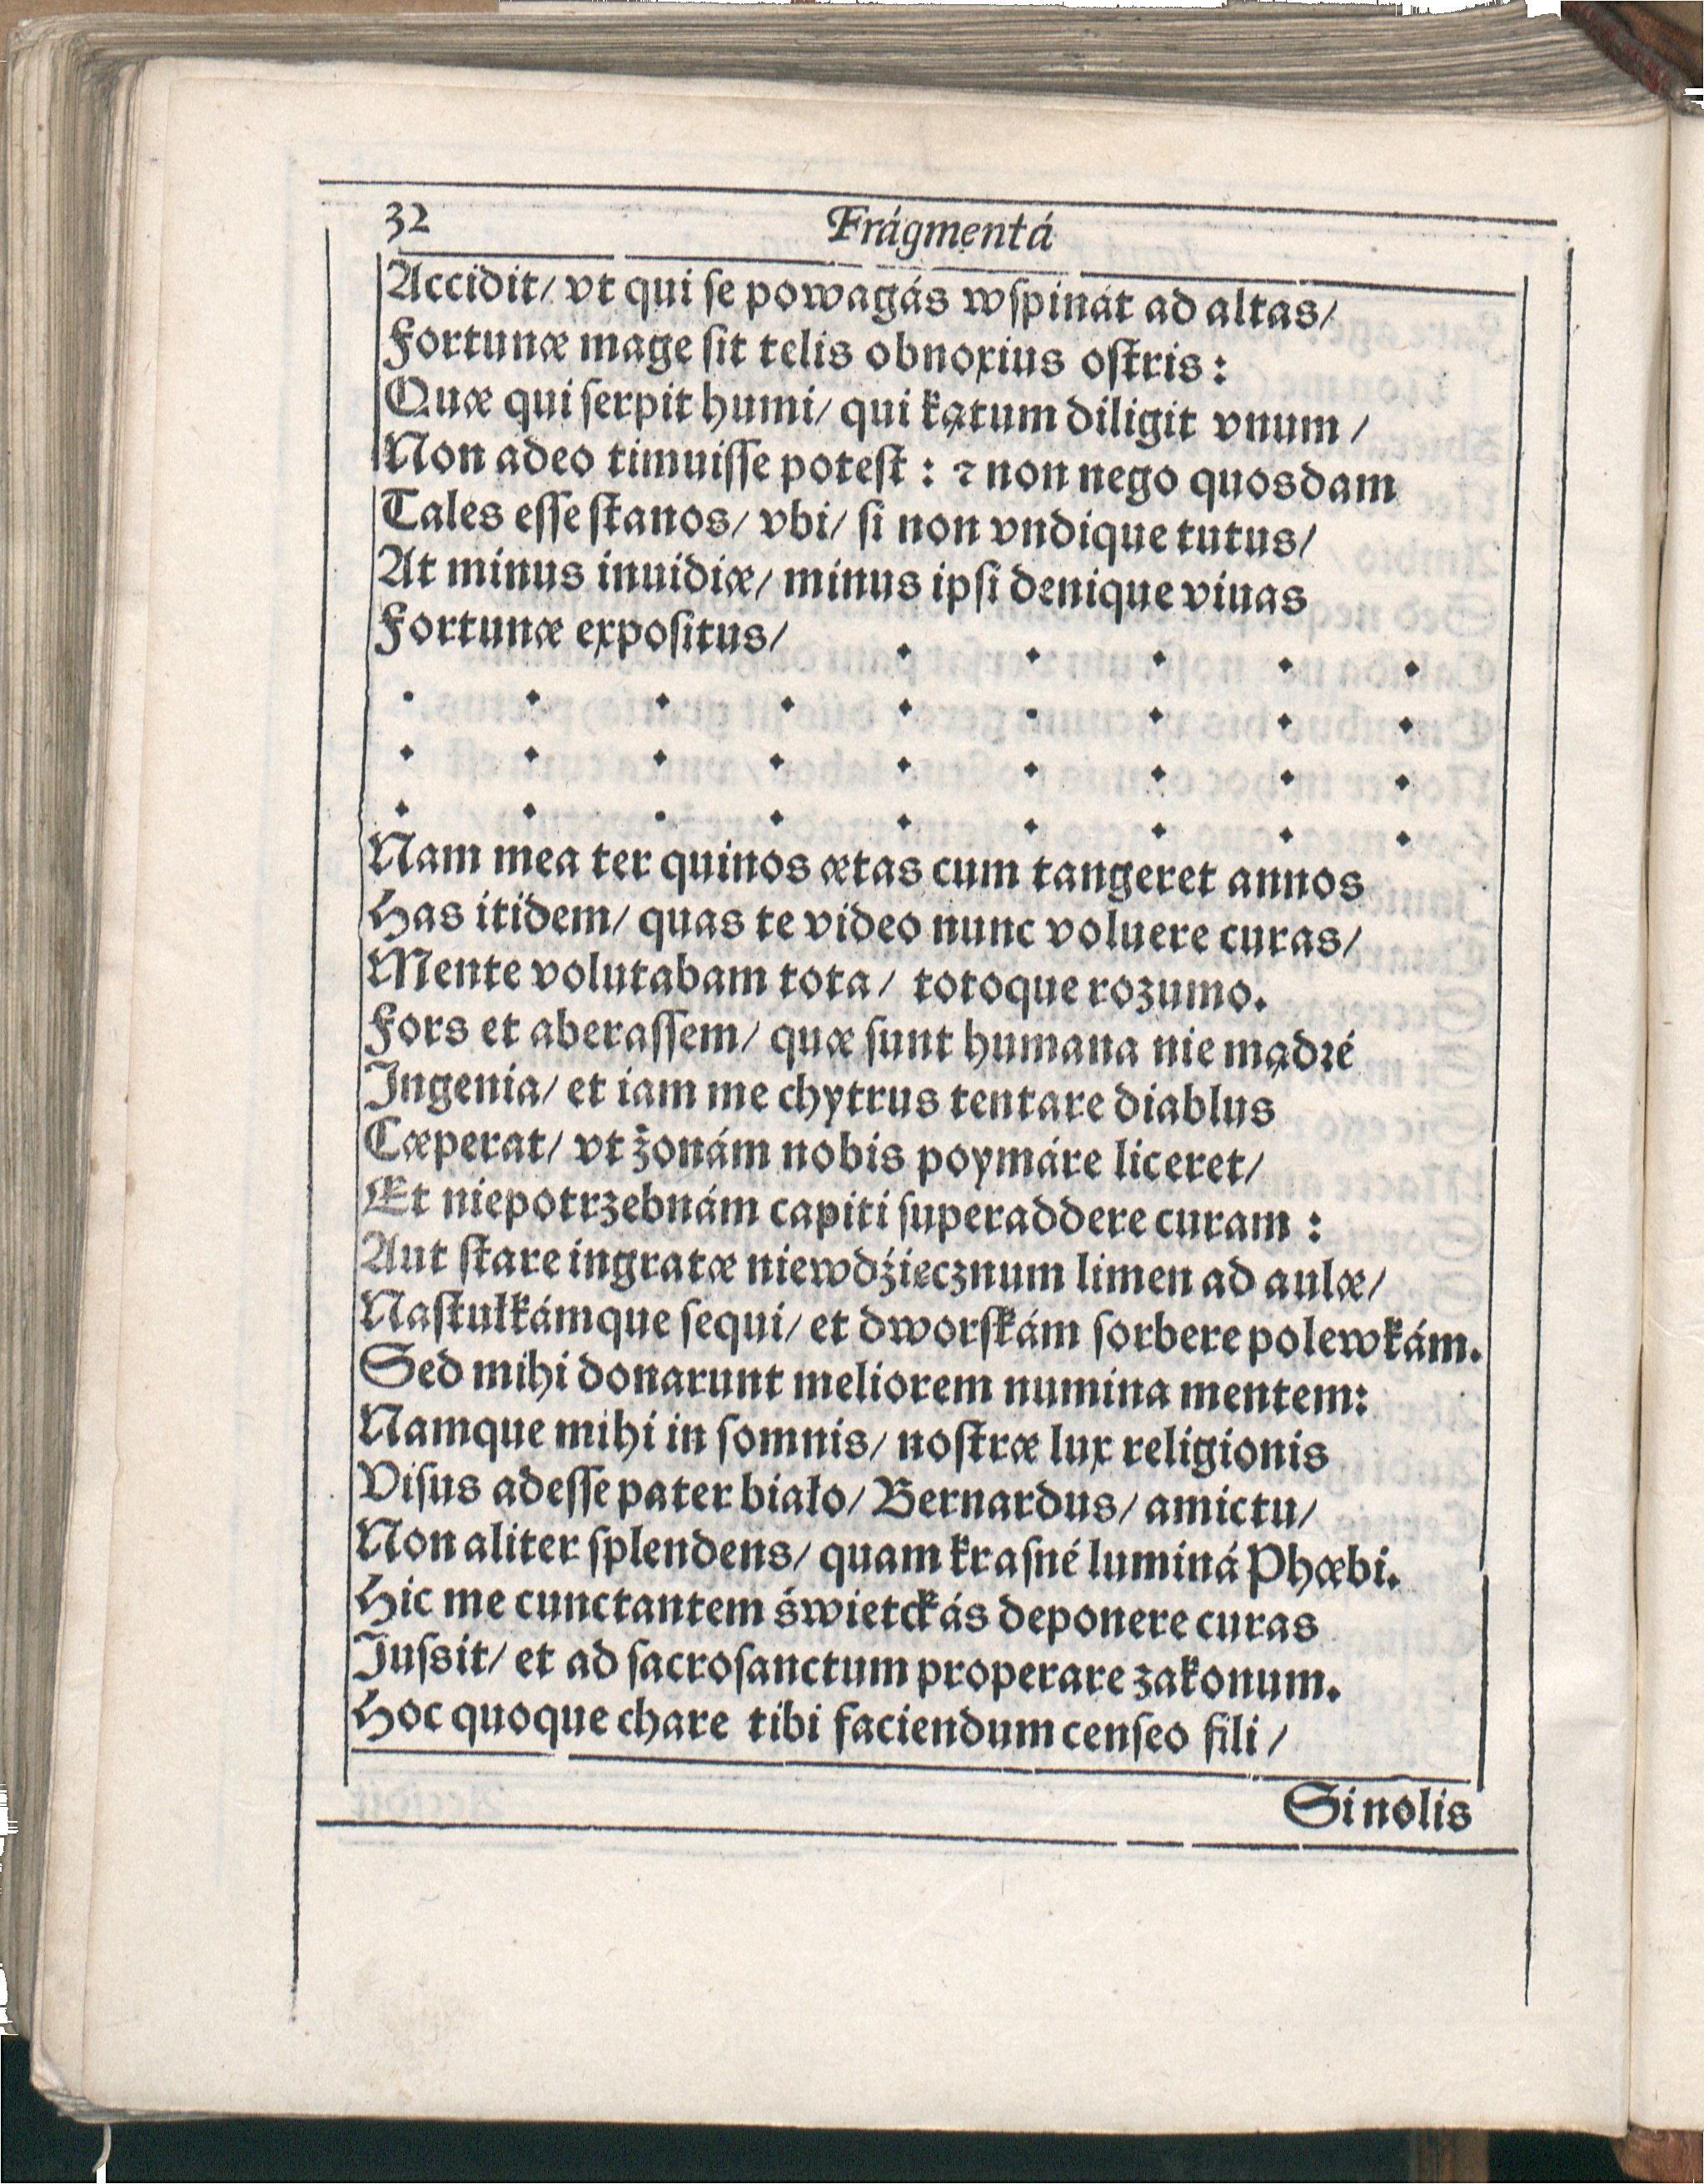 32 Frágmentá
Accidit/ vt qui ſe powagás wſpinát ad altas/
Fortunæ mage ſit telis obnoxius oſtris:
Quæ qui ſerpit humi/ qui kątum diligit vnum/
Non adeo timuiſſe poteſt: ꝛ non nego quosdam
Tales eſſe ſtanos/ vbi/ ſi non vndique tutus/
At minus inuidiæ/ minus ipſi denique viuas
Fortunæ expoſitus/ . . . . .
. . . . . . . . .
. . . . . . . . .
. . . . . . . . .
Nam mea ter quinos ætas cum tangeret annos
Has itidem/ quas te video nunc voluere curas/
Mente volutabam tota/ totoque rozumo.
Fors et aberaſſem/ quæ ſunt humana nie mądré
Ingenia/ et iam me chytrus tentare diablus
Cæperat/ vt żonám nobis poymáre liceret/
Et niepotrzebnám capiti ſuperaddere curam:
Aut ſtare ingratæ niewdźięcznum limen ad aulæ/
Naſtułkámque ſequi/ et dworſkám ſorbere polewkám.
Sed mihi donarunt meliorem numina mentem:
Namque mihi in ſomnis/ noſtræ lux religionis
Viſus adeſſe pater biało/ Bernardus/ amictu/
Non aliter ſplendens/ quam kraſné luminá Phæbi.
Hic me cunctantem świetckás deponere curas
Iuſsit/ et ad ſacroſanctum properare zakonum.
Hoc quoque chare tibi faciendum cenſeo fili/
Si nolis